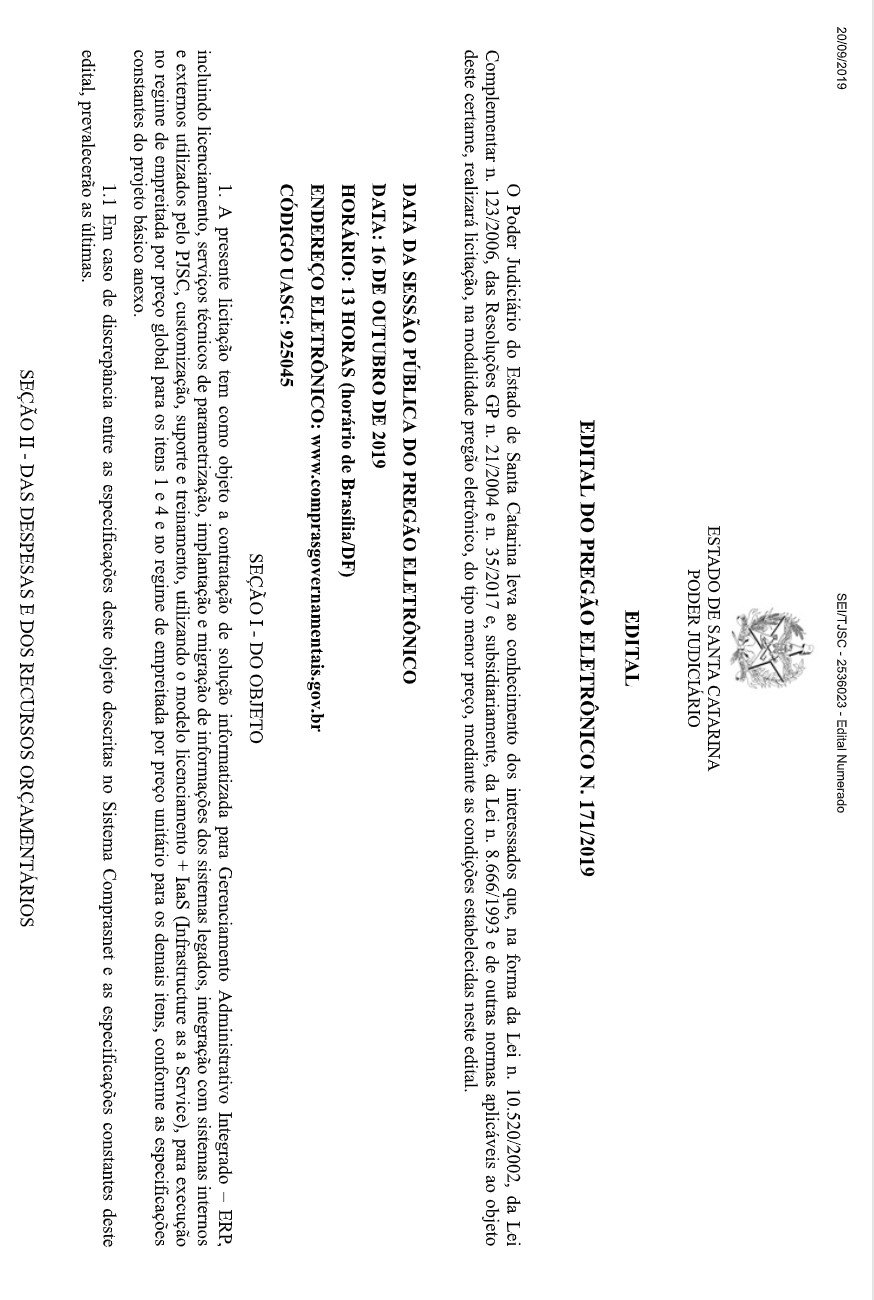 20/09/2019 SEI/TJSC - 2536023 - Edital Numerado
ESTADO DE SANTA CATARINA
PODER JUDICIÁRIO
EDITAL
EDITAL DO PREGÃO ELETRÔNICO N. 171/2019
O Poder Judiciário do Estado de Santa Catarina leva ao conhecimento dos interessados que, na forma da Lei n. 10.520/2002, da Lei
Complementar n. 123/2006, das Resoluções GP n. 21/2004 e n. 35/2017 e, subsidiariamente, da Lei n. 8.666/1993 e de outras normas aplicáveis ao objeto
deste certame, realizará licitação, na modalidade pregão eletrônico, do tipo menor preço, mediante as condições estabelecidas neste edital.
DATA DA SESSÃO PÚBLICA DO PREGÃO ELETRÔNICO
DATA: 16 DE OUTUBRO DE 2019
HORÁRIO: 13 HORAS (horário de Brasília/DF)
ENDEREÇO ELETRÔNICO: www.comprasgovernamentais.gov.br
CÓDIGO UASG: 925045
SEÇÃO I - DO OBJETO
1. A presente licitação tem como objeto a contratação de solução informatizada para Gerenciamento Administrativo Integrado – ERP,
incluindo licenciamento, serviços técnicos de parametrização, implantação e migração de informações dos sistemas legados, integração com sistemas internos
e externos utilizados pelo PJSC, customização, suporte e treinamento, utilizando o modelo licenciamento + IaaS (Infrastructure as a Service), para execução
no regime de empreitada por preço global para os itens 1 e 4 e no regime de empreitada por preço unitário para os demais itens, conforme as especificações
constantes do projeto básico anexo.
1.1 Em caso de discrepância entre as especificações deste objeto descritas no Sistema Comprasnet e as especificações constantes deste
edital, prevalecerão as últimas.
SEÇÃO II - DAS DESPESAS E DOS RECURSOS ORÇAMENTÁRIOS